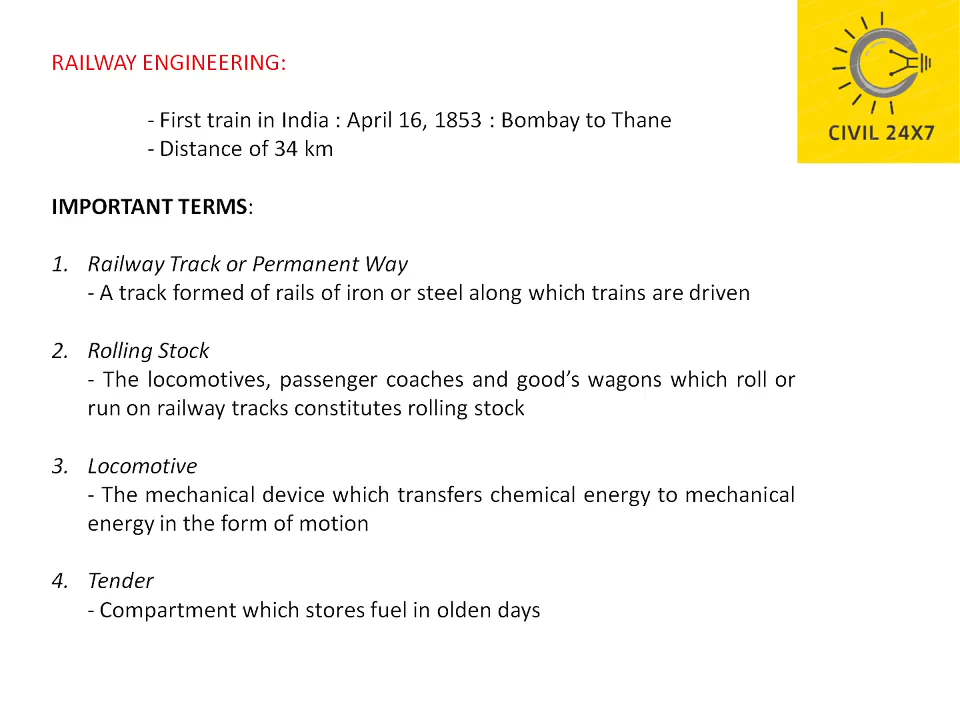 RAILWAY ENGINEERING:
- First train in India : April 16, 1853 : Bombay to Thane
- Distance of 34 km
CIVIL 24X7
IMPORTANT TERMS:
1. Railway Track or Permanent Way
- A track formed of rails of iron or steel along which trains are driven
2. Rolling Stock
- The locomotives, passenger coaches and good's wagons which roll or
run on railway tracks constitutes rolling stock
3. Locomotive
- The mechanical device which transfers chemical energy to mechanical
energy in the form of motion
4. Tender
- Compartment which stores fuel in olden days